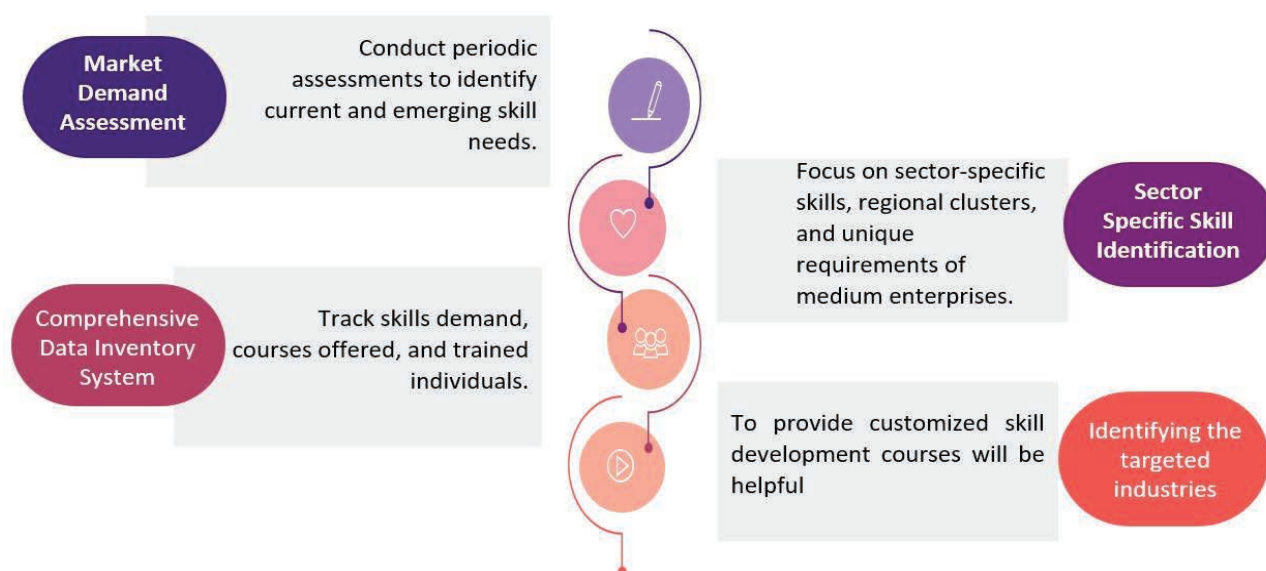 Market
Demand
Assessment
Conduct periodic
assessments to identify
current and emerging skill
needs.
Focus on sector-specific
skills, regional clusters,
and unique
requirements of
medium enterprises.
Sector
Specific Skill
Identification
Comprehensive
Data Inventory
System
Track skills demand,
courses offered, and trained
individuals.
To provide customized skill
development courses will be
helpful
Identifying the
targeted
industries